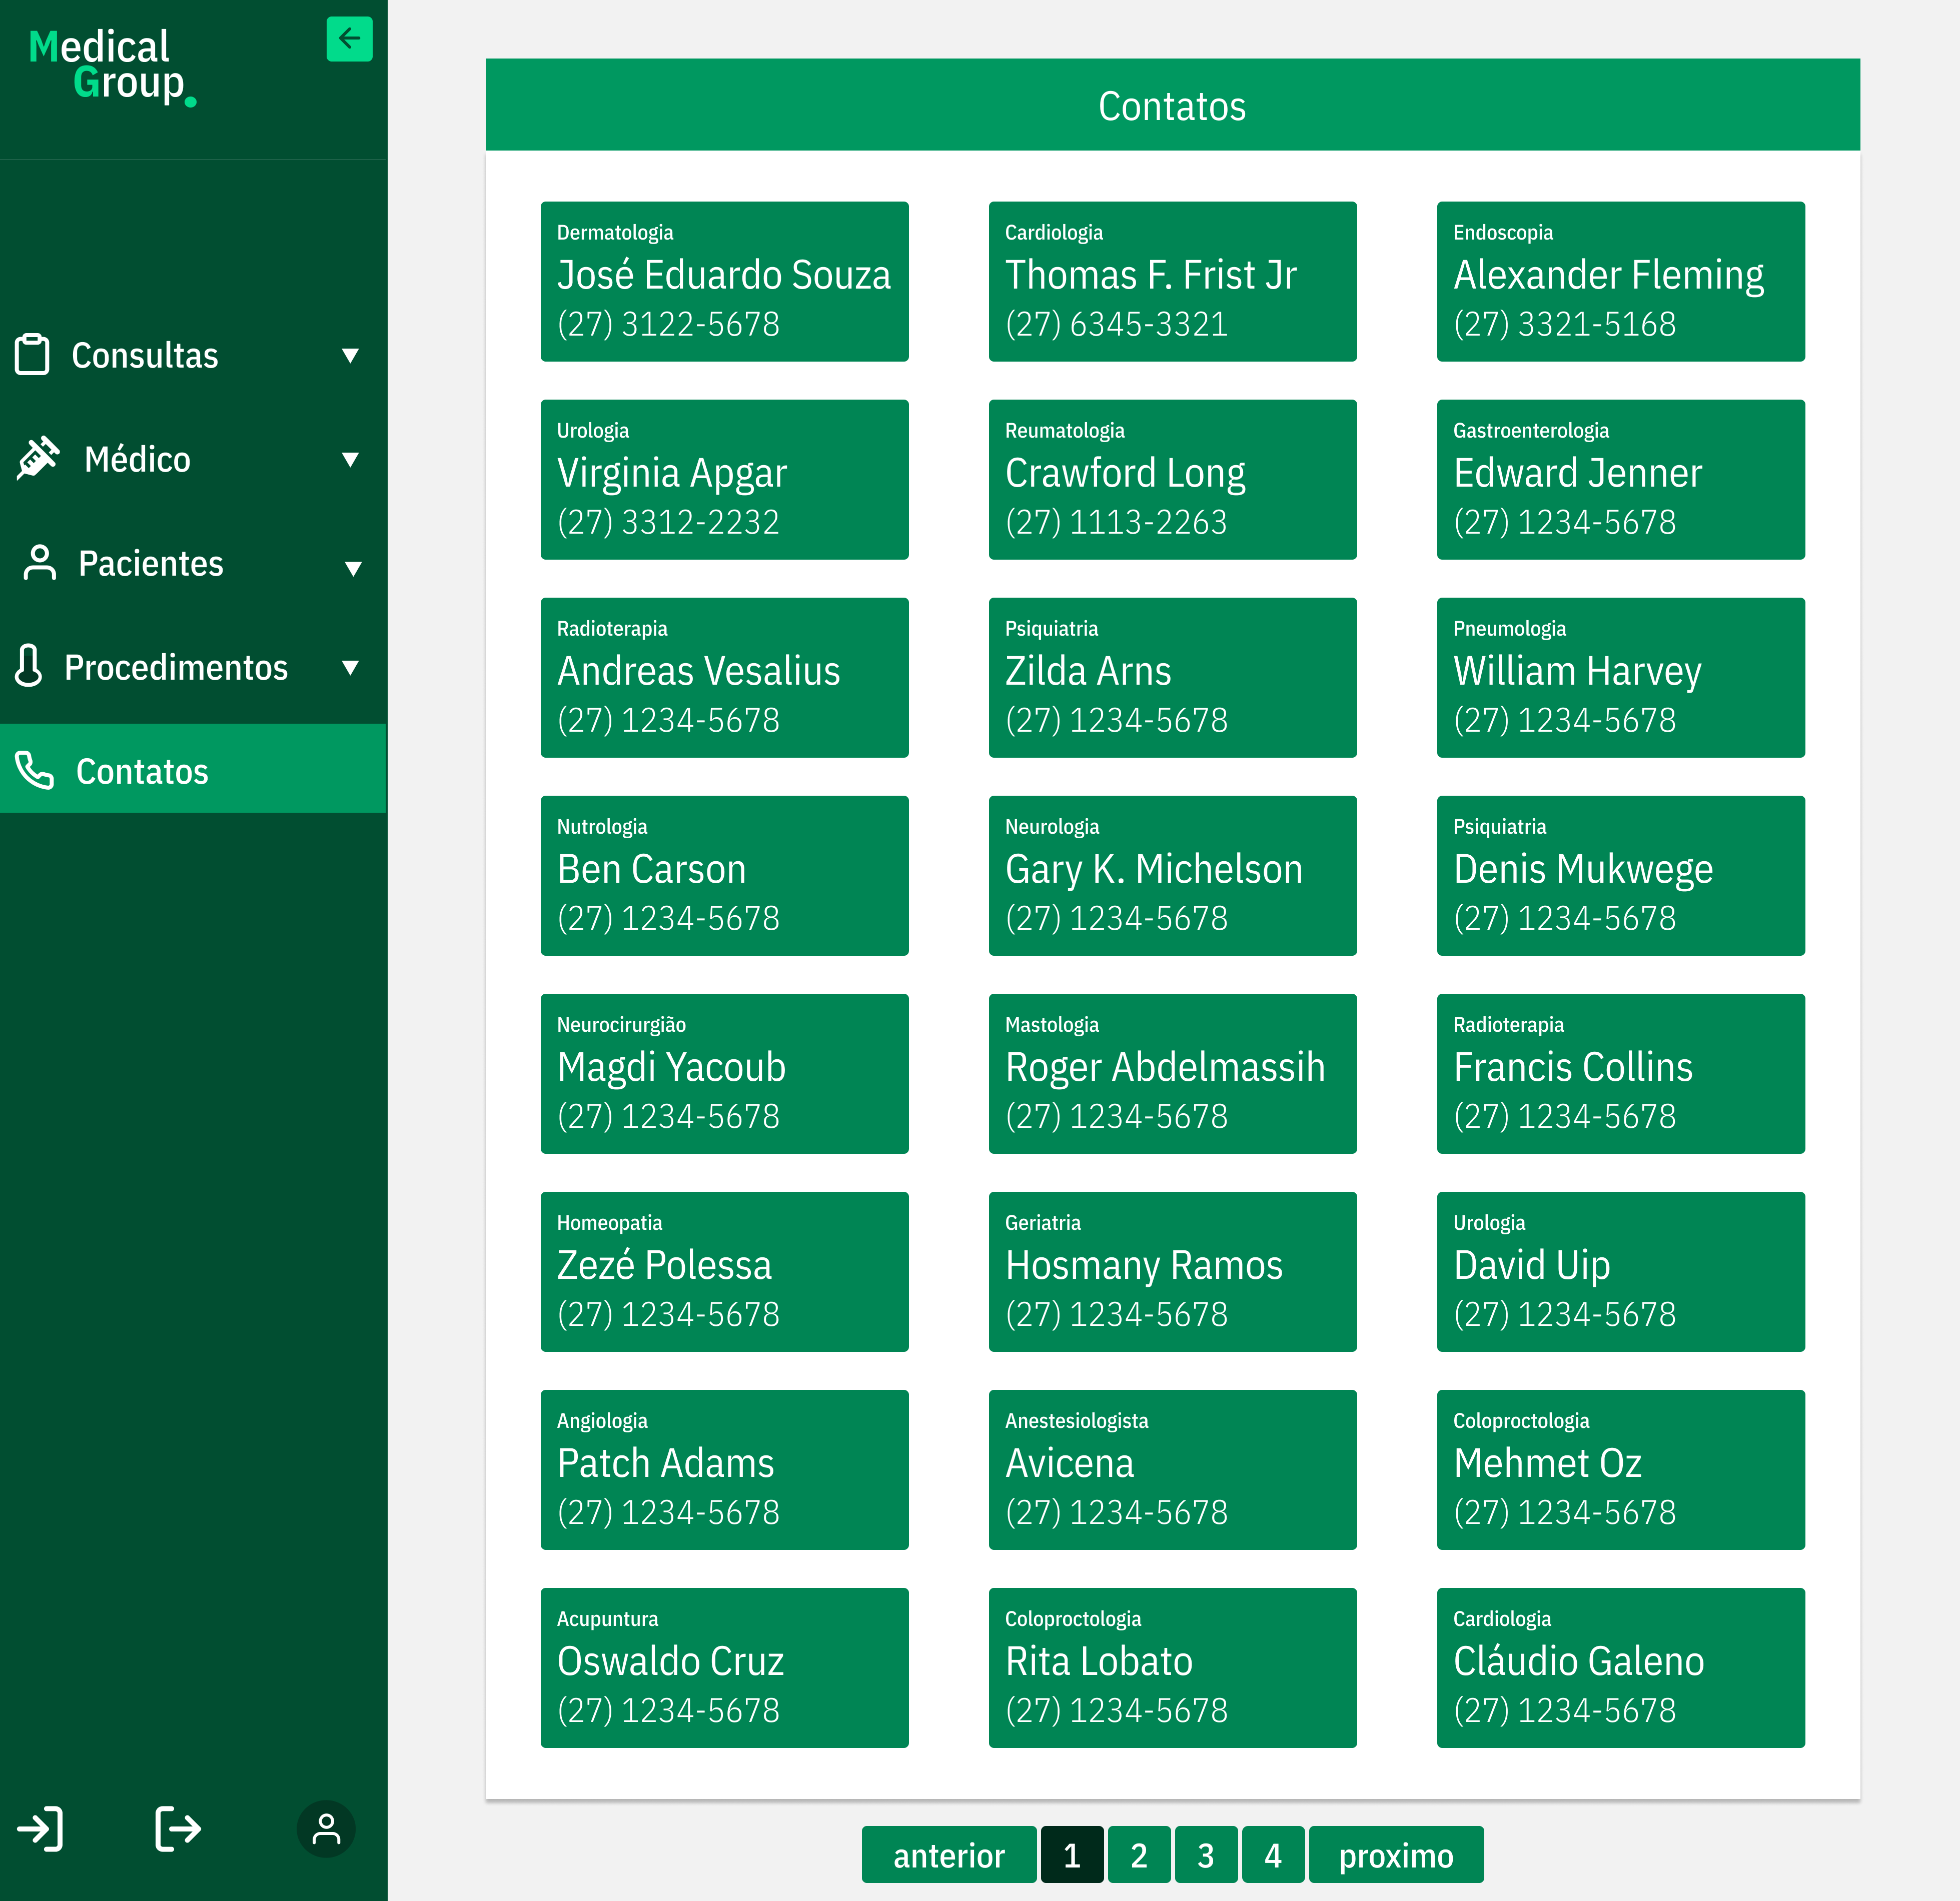 Medical
Group.
Consultas
Médico
Pacientes
Procedimentos
Contatos
Contatos
Dermatologia
José Eduardo Souza
(27) 3122-5678
Cardiologia
Thomas F. Frist Jr
(27) 6345-3321
Endoscopia
Alexander Fleming
(27) 3321-5168
Urologia
Virginia Apgar
(27) 3312-2232
Reumatologia
Crawford Long
(27) 1113-2263
Gastroenterologia
Edward Jenner
(27) 1234-5678
Radioterapia
Andreas Vesalius
(27) 1234-5678
Psiquiatria
Zilda Arns
(27) 1234-5678
Pneumologia
William Harvey
(27) 1234-5678
Nutrologia
Ben Carson
(27) 1234-5678
Neurologia
Gary K. Michelson
(27) 1234-5678
Psiquiatria
Denis Mukwege
(27) 1234-5678
Neurocirurgião
Magdi Yacoub
(27) 1234-5678
Mastologia
Roger Abdelmassih
(27) 1234-5678
Radioterapia
Francis Collins
(27) 1234-5678
Homeopatia
Zezé Polessa
(27) 1234-5678
Geriatria
Hosmany Ramos
(27) 1234-5678
Urologia
David Uip
(27) 1234-5678
Angiologia
Patch Adams
(27) 1234-5678
Anestesiologista
Avicena
(27) 1234-5678
Coloproctologia
Mehmet Oz
(27) 1234-5678
Acupuntura
Oswaldo Cruz
(27) 1234-5678
Coloproctologia
Rita Lobato
(27) 1234-5678
Cardiologia
Cláudio Galeno
(27) 1234-5678
anterior 1 2 3 4 proximo